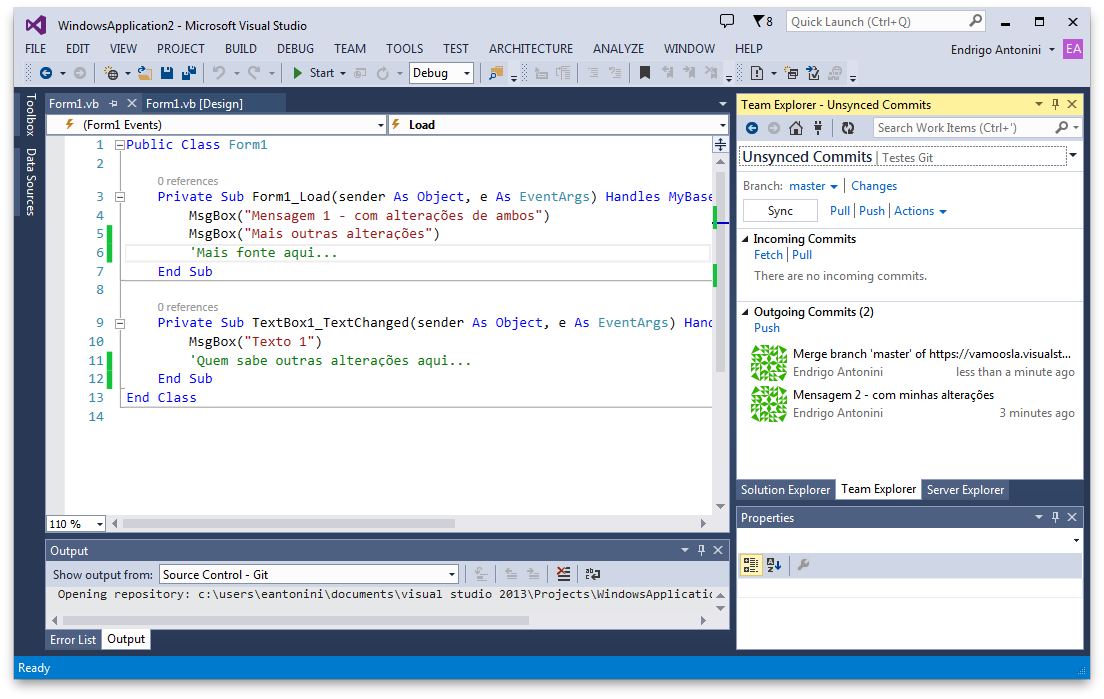 WindowsApplication2 - Microsoft Visual Studio
8
Quick Launch (Ctrl+Q)
FILE EDIT VIEW PROJECT BUILD DEBUG TEAM TOOLS TEST ARCHITECTURE ANALYZE WINDOW HELP
Endrigo Antonini
EA
Start
Debug
Toolbox
Data Sources
Form1.vb
Form1.vb [Design]
(Form1 Events)
Load
1 Public Class Form1
2
0 references
3 Private Sub Form1_Load(sender As Object, e As EventArgs) Handles MyBase
4 MsgBox("Mensagem 1 - com alterações de ambos")
5 MsgBox("Mais outras alterações")
6 'Mais fonte aqui...
7 End Sub
8
0 references
9 Private Sub TextBox1_TextChanged(sender As Object, e As EventArgs) Hand
10 MsgBox("Texto 1")
11 'Quem sabe outras alterações aqui...
12 End Sub
13 End Class
14
110 %
Output
Show output from: Source Control - Git
Opening repository: c:\users\eantonini\documents\visual studio 2013\Projects\WindowsApplicatio
Error List Output
Team Explorer - Unsynced Commits
Search Work Items (Ctrl+')
Unsynced Commits | Testes Git
Branch: master | Changes
Sync Pull | Push | Actions
Incoming Commits
Fetch | Pull
There are no incoming commits.
Outgoing Commits (2)
Push
Merge branch 'master' of https://vamoosla.visualst...
Endrigo Antonini less than a minute ago
Mensagem 2 - com minhas alterações
Endrigo Antonini 3 minutes ago
Solution Explorer Team Explorer Server Explorer
Properties
Ready